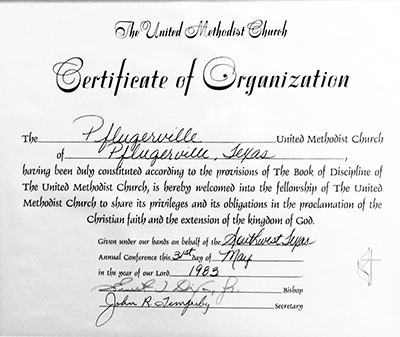 The United Methodist Church
Certificate of Organization
The Pflugerville United Methodist Church
of Pflugerville, Texas,
having been duly constituted according to the provisions of The Book of Discipline of
The United Methodist Church, is hereby welcomed into the fellowship of The United
Methodist Church to share its privileges and its obligations in the proclamation of the
Christian faith and the extension of the kingdom of God.
Given under our hands on behalf of the Southwest Texas
Annual Conference this 31st day of May
in the year of our Lord 1983
Ernest T. Dixon, Jr. Bishop
John R. Timperly Secretary